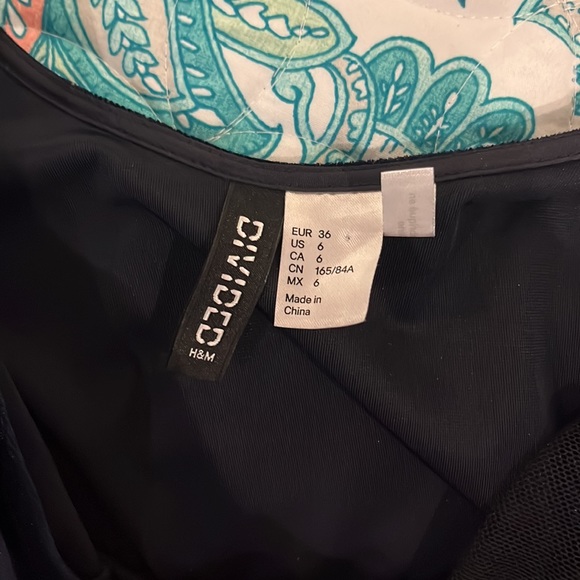 DIVIDED
H&M
EUR 36
US 6
CA 6
CN 165/84A
MX 6
Made in
China